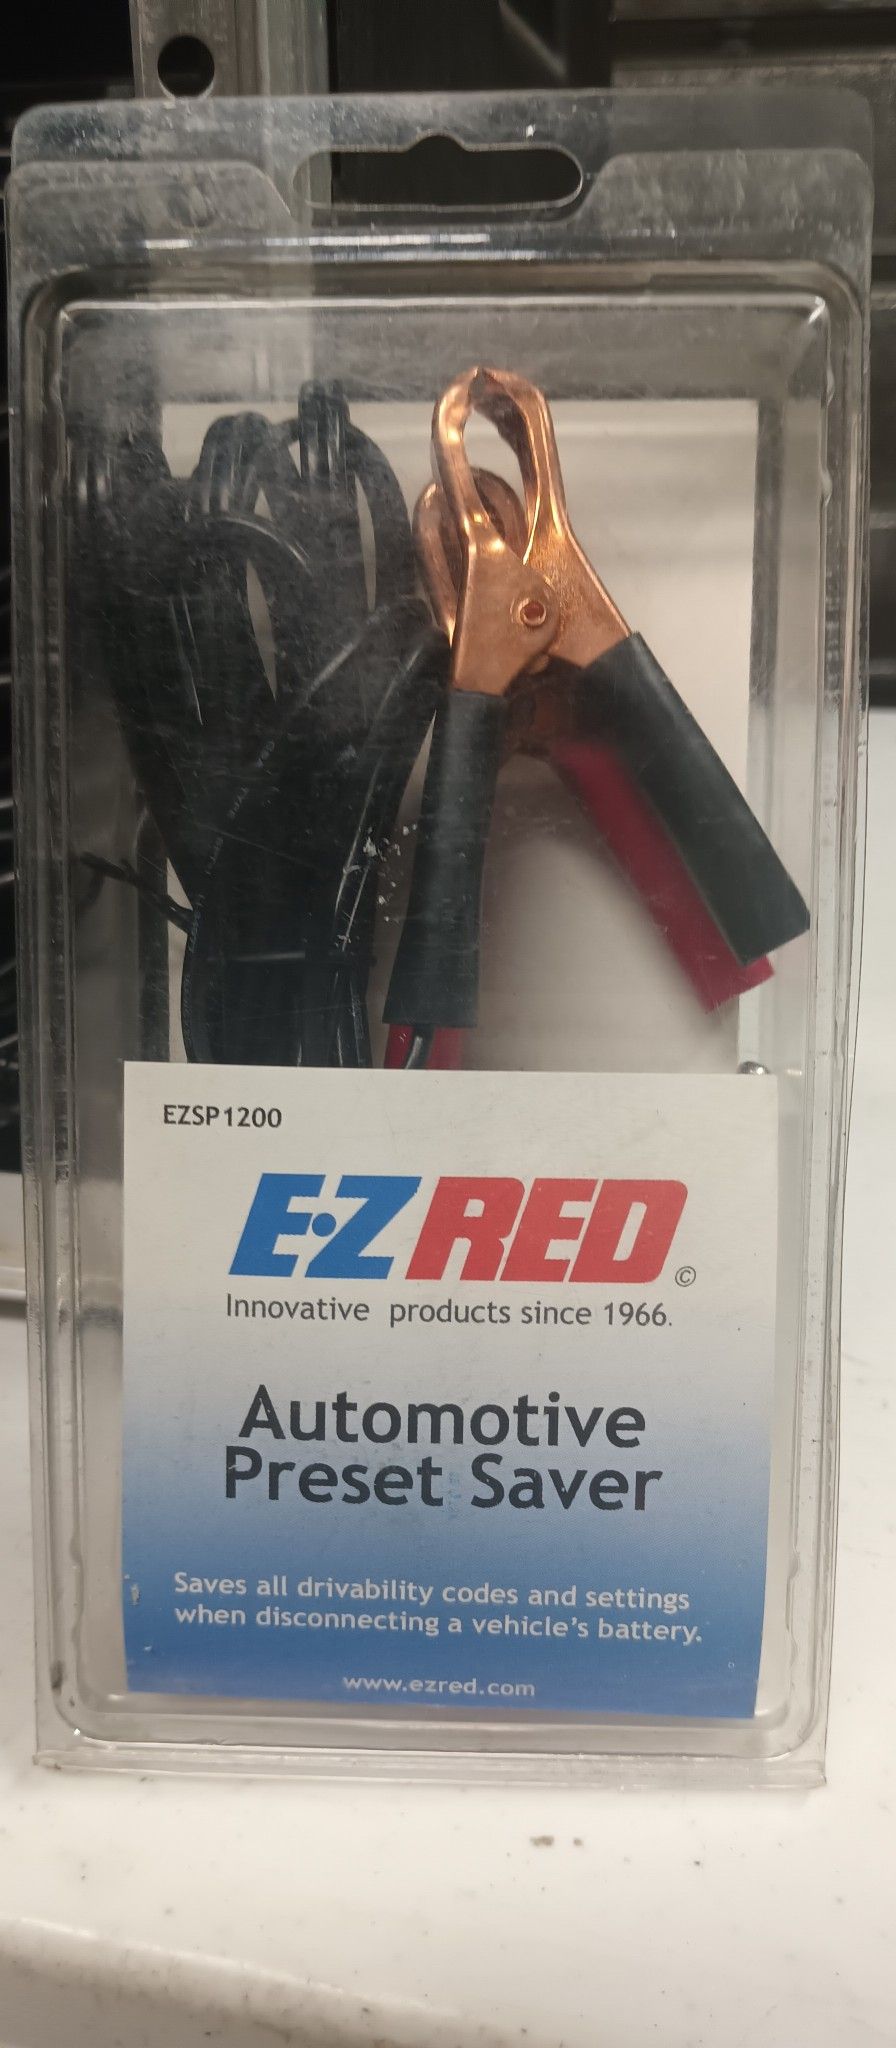 EZSP1200
E·Z RED ©
Innovative products since 1966.
Automotive
Preset Saver
Saves all drivability codes and settings
when disconnecting a vehicle's battery.
www.ezred.com